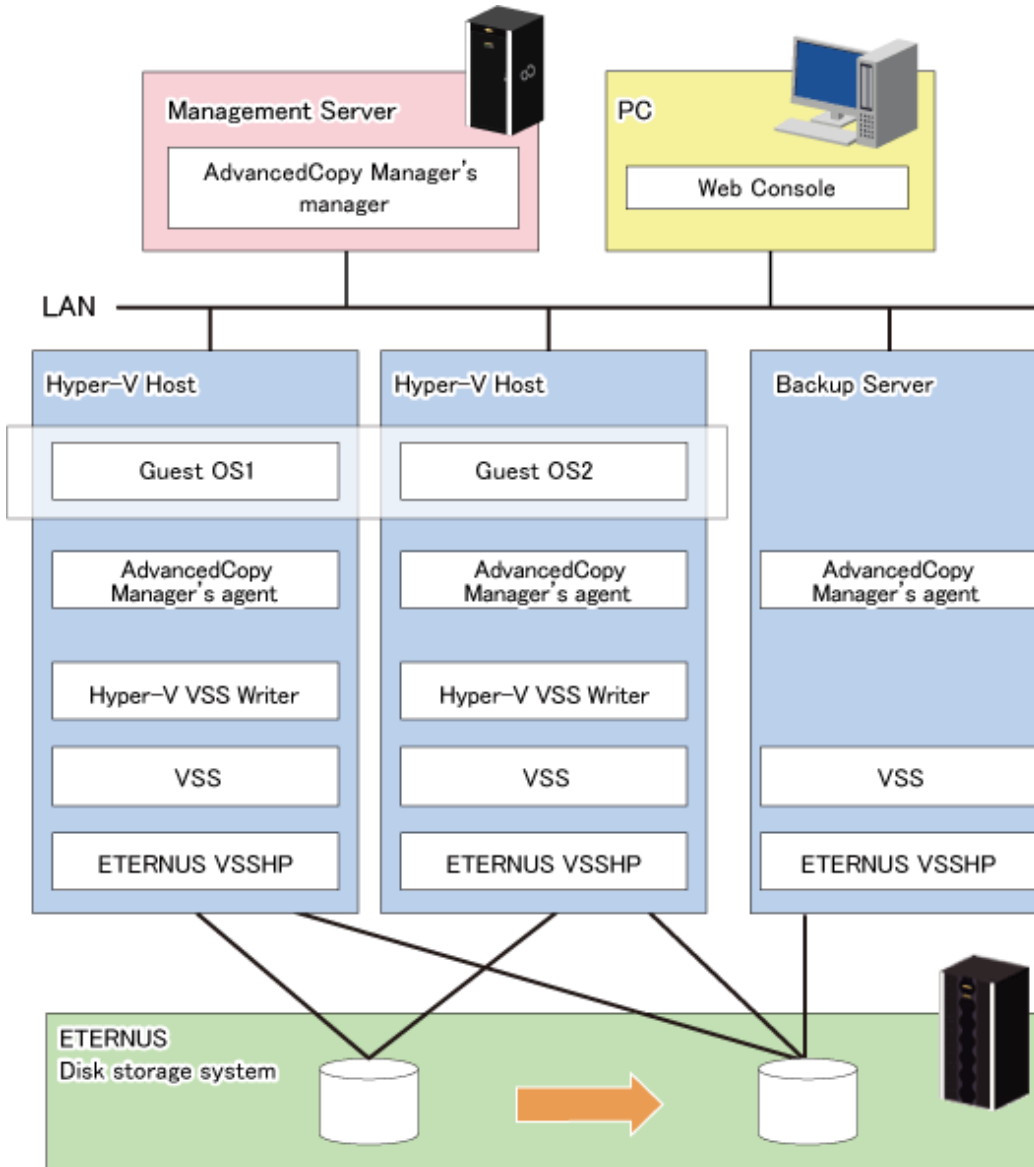 Management Server
AdvancedCopy Manager's
manager
PC
Web Console
LAN
Hyper-V Host
Guest OS1
AdvancedCopy
Manager's agent
Hyper-V VSS Writer
VSS
ETERNUS VSSHP
Hyper-V Host
Guest OS2
AdvancedCopy
Manager's agent
Hyper-V VSS Writer
VSS
ETERNUS VSSHP
Backup Server
AdvancedCopy
Manager's agent
VSS
ETERNUS VSSHP
ETERNUS
Disk storage system